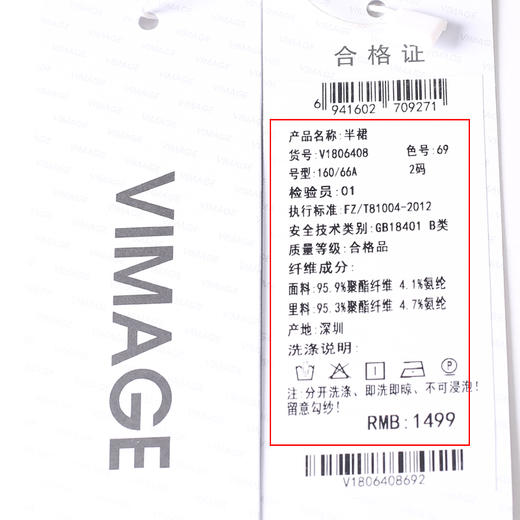 VIMAGE
合格证
6 941602 709271
产品名称:半裙
货号:V1806408 色号:69
号型:160/66A 2码
检验员:01
执行标准:FZ/T81004-2012
安全技术类别:GB18401 B类
质量等级:合格品
纤维成分:
面料:95.9%聚酯纤维 4.1%氨纶
里料:95.3%聚酯纤维 4.7%氨纶
产地:深圳
洗涤说明:
注:分开洗涤、即洗即晾、不可浸泡!
留意勾纱!
RMB:1499
V1806408692